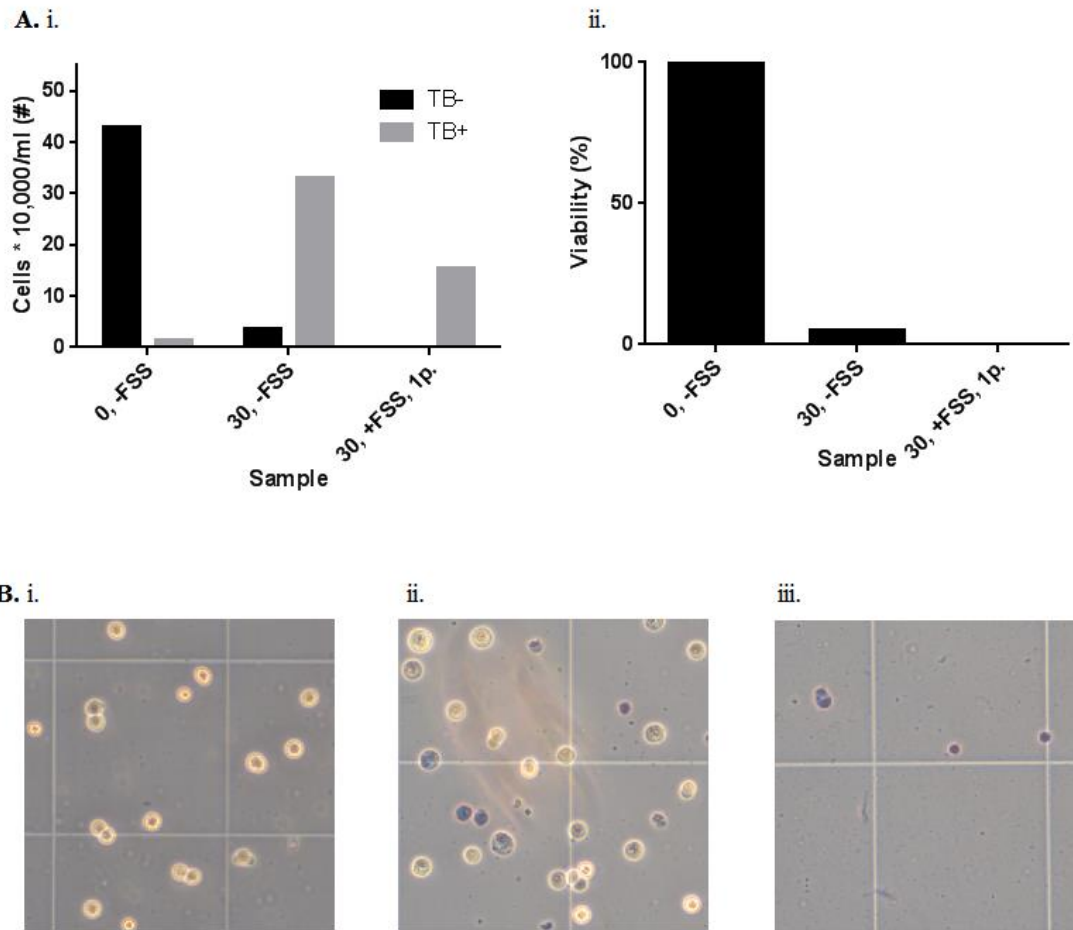 A. i.
ii.
Cells * 10,000/ml (#)
50
40
30
20
10
0
TB-
TB+
0, -FSS
30, -FSS
30, +FSS, 1p.
Sample
Viability (%)
100
50
0
0, -FSS
30, -FSS
30, +FSS, 1p.
Sample
B. i.
ii.
iii.